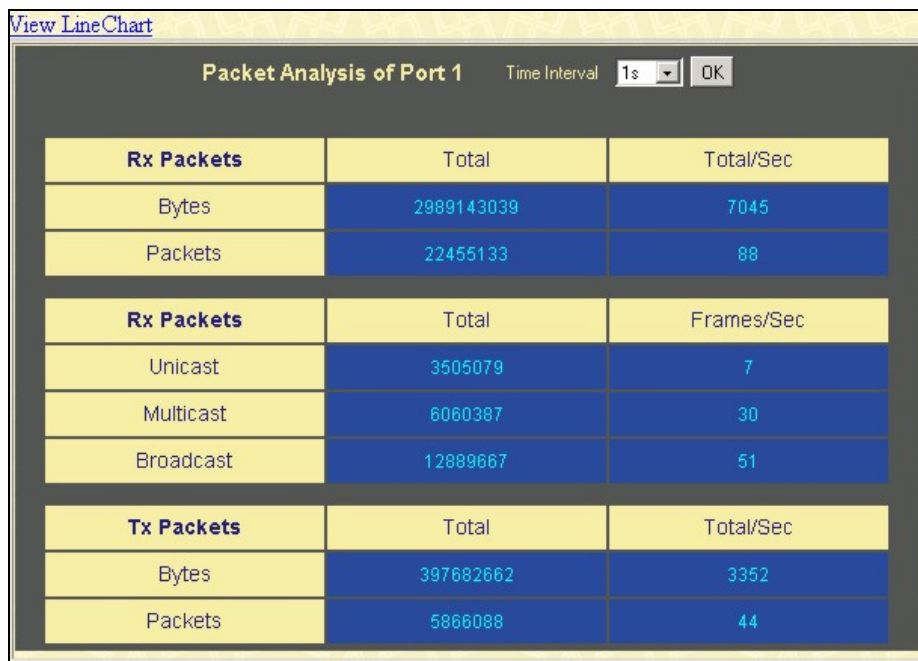 View LineChart
Packet Analysis of Port 1 Time Interval 1s OK
Rx Packets Total Total/Sec
Bytes 2989143039 7045
Packets 22455133 88
Rx Packets Total Frames/Sec
Unicast 3505079 7
Multicast 6060387 30
Broadcast 12889667 51
Tx Packets Total Total/Sec
Bytes 397682662 3352
Packets 5866088 44